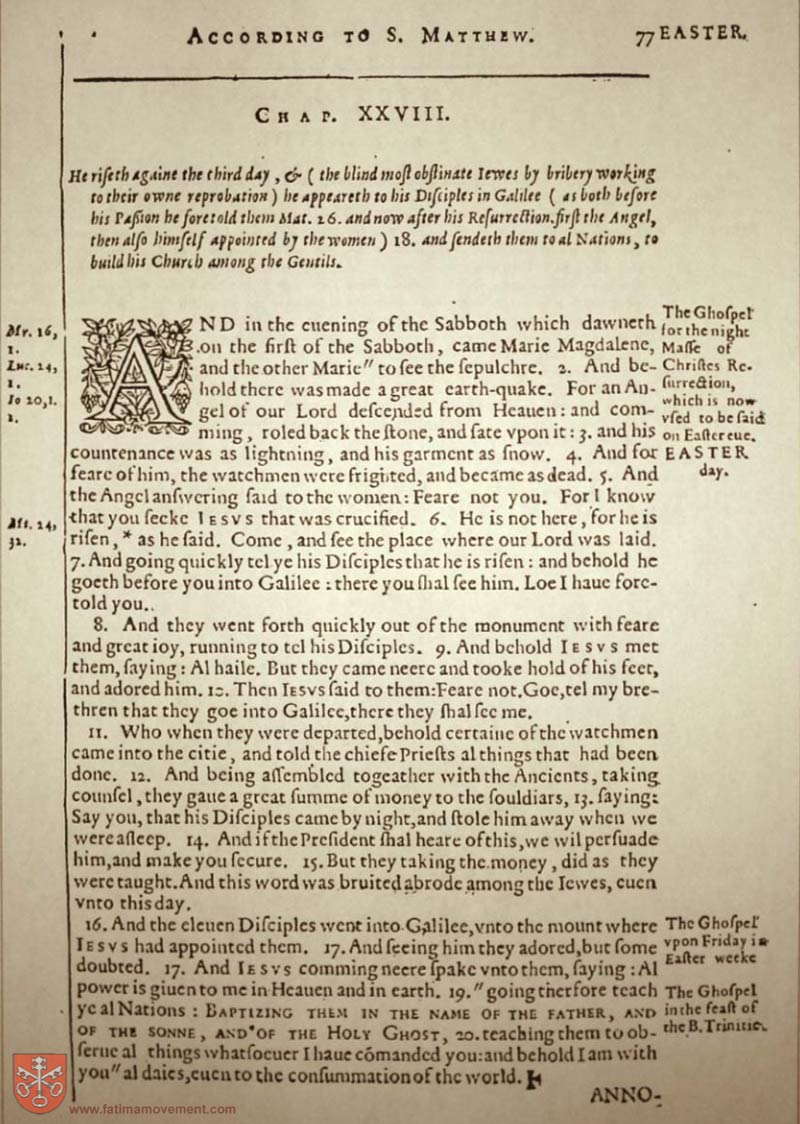 ACCORDING TO S. MATTHEW. 77 EASTER.
CHAP. XXVIII.
He riſeth againe the third day, & ( the blind moſt obſtinate Iewes by bribery working
to their owne reprobation ) he appeareth to his Diſciples in Galilee ( as both before
his Paſsion he foretold them Mat. 26. and now after his Reſurrection. firſt the Angel,
then alſo himſelf appointed by the women ) 18. and ſendeth them to al Nations, to
build his Church among the Gentils.
Mr. 16,
1.
Luc. 24,
1.
Io 20,1.
1.
AND in the euening of the Sabboth which dawneth
on the firſt of the Sabboth, came Marie Magdalene,
and the other Marie" to ſee the ſepulchre. 2. And be-
hold there was made a great earth-quake. For an An-
gel of our Lord deſcended from Heauen: and com-
ming, roled back the ſtone, and ſate vpon it: 3. and his
countenance was as lightning, and his garment as ſnow. 4. And for
feare of him, the watchmen were frighted, and became as dead. 5. And
the Angel anſwering ſaid to the women: Feare not you. For I know
that you ſeeke IESVS that was crucified. 6. He is not here, for he is
riſen, * as he ſaid. Come, and ſee the place where our Lord was laid.
7. And going quickly tel ye his Diſciples that he is riſen: and behold he
goeth before you into Galilee: there you ſhal ſee him. Loe I haue fore-
told you.
The Ghoſpel
for the night
Maſſe of
Chriſtes Re-
ſurrection,
which is now
vſed to be ſaid
on Eaſter eue.
EASTER
day.
Mt. 24,
32.
8. And they went forth quickly out of the monument with feare
and great ioy, running to tel his Diſciples. 9. And behold IESVS met
them, ſaying: Al haile. But they came neere and tooke hold of his feet,
and adored him. 10. Then IESVS ſaid to them: Feare not. Goe, tel my bre-
thren that they goe into Galilee, there they ſhal ſee me.
11. Who when they were departed, behold certaine of the watchmen
came into the citie, and told the chiefe Prieſts al things that had been
done. 12. And being aſſembled togeather with the Ancients, taking
counſel, they gaue a great ſumme of money to the ſouldiars, 13. ſaying:
Say you, that his Diſciples came by night, and ſtole him away when we
were aſleep. 14. And if the Preſident ſhal heare of this, we wil perſuade
him, and make you ſecure. 15. But they taking the money, did as they
were taught. And this word was bruited abrode among the Iewes, euen
vnto this day.
16. And the eleuen Diſciples went into Galilee, vnto the mount where
IESVS had appointed them. 17. And ſeeing him they adored, but ſome
doubted. 17. And IESVS comming neere ſpake vnto them, ſaying: Al
power is giuen to me in Heauen and in earth. 19." going therfore teach
ye al Nations: BAPTIZING THEM IN THE NAME OF THE FATHER, AND
OF THE SONNE, AND OF THE HOLY GHOST, 20. teaching them to ob-
ſerue al things whatſoeuer I haue cōmanded you: and behold I am with
you" al daies, euen to the conſummation of the world.
The Ghoſpel
vpon Friday in
Eaſter weeke
The Ghoſpel
in the feaſt of
the B. Trinitie.
ANNO-
www.fatimamovement.com